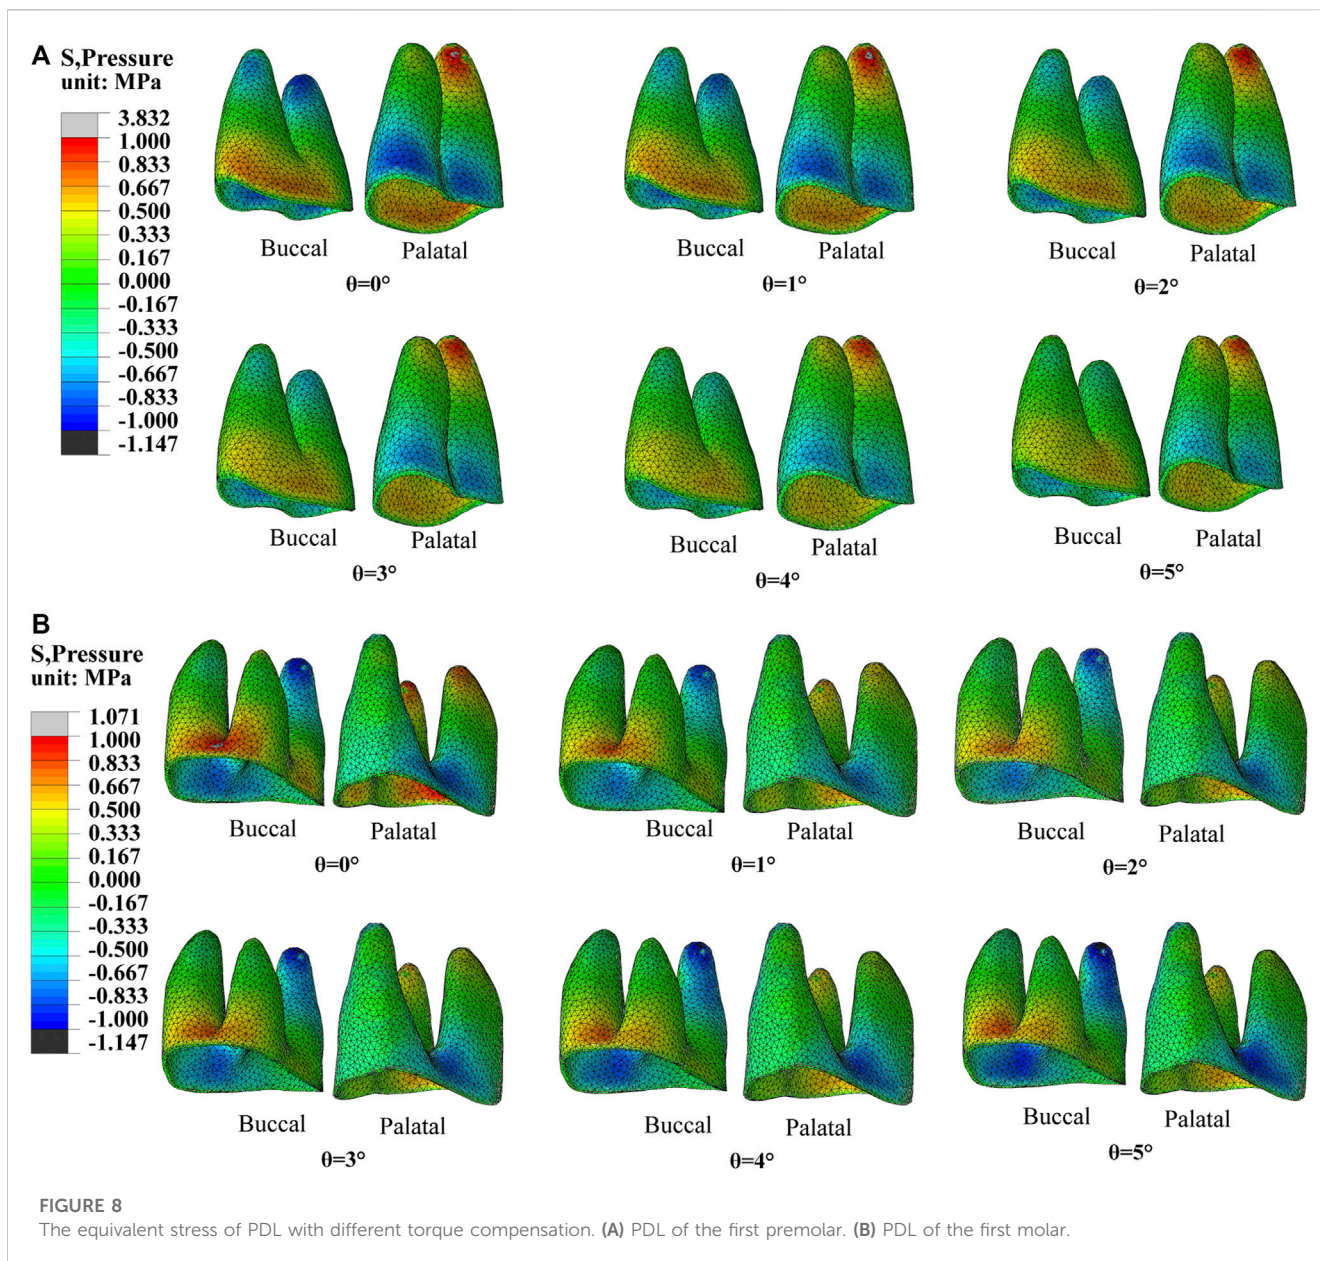 A
S,Pressure
unit: MPa
3.832
1.000
0.833
0.667
0.500
0.333
0.167
0.000
-0.167
-0.333
-0.500
-0.667
-0.833
-1.000
-1.147
Buccal Palatal
θ=0°
Buccal Palatal
θ=1°
Buccal Palatal
θ=2°
Buccal Palatal
θ=3°
Buccal Palatal
θ=4°
Buccal Palatal
θ=5°
B
S,Pressure
unit: MPa
1.071
1.000
0.833
0.667
0.500
0.333
0.167
0.000
-0.167
-0.333
-0.500
-0.667
-0.833
-1.000
-1.147
Buccal Palatal
θ=0°
Buccal Palatal
θ=1°
Buccal Palatal
θ=2°
Buccal Palatal
θ=3°
Buccal Palatal
θ=4°
Buccal Palatal
θ=5°
FIGURE 8
The equivalent stress of PDL with different torque compensation. (A) PDL of the first premolar. (B) PDL of the first molar.